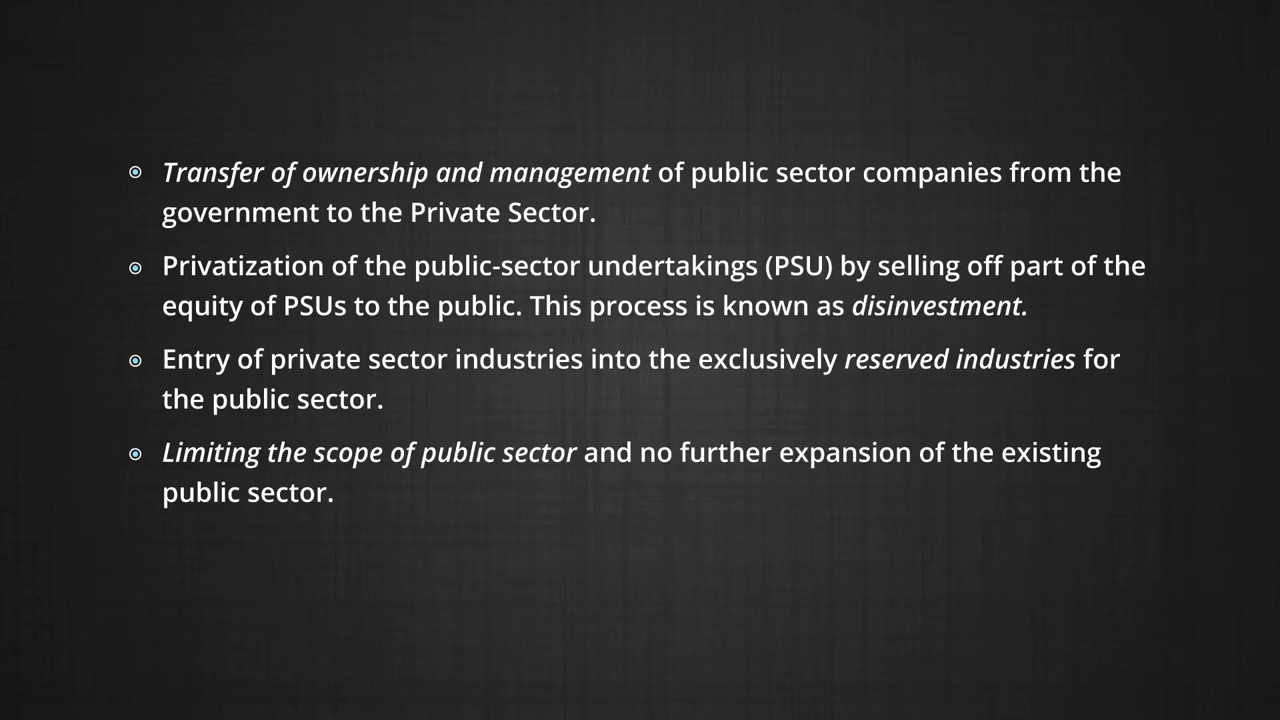 Transfer of ownership and management of public sector companies from the
government to the Private Sector.
Privatization of the public-sector undertakings (PSU) by selling off part of the
equity of PSUs to the public. This process is known as disinvestment.
Entry of private sector industries into the exclusively reserved industries for
the public sector.
Limiting the scope of public sector and no further expansion of the existing
public sector.